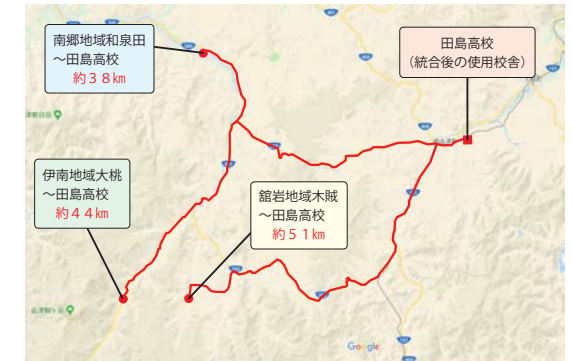 南郷地域和泉田
~田島高校
約38㎞
田島高校
(統合後の使用校舎)
伊南地域大桃
~田島高校
約44㎞
舘岩地域木賊
~田島高校
約51㎞
Google